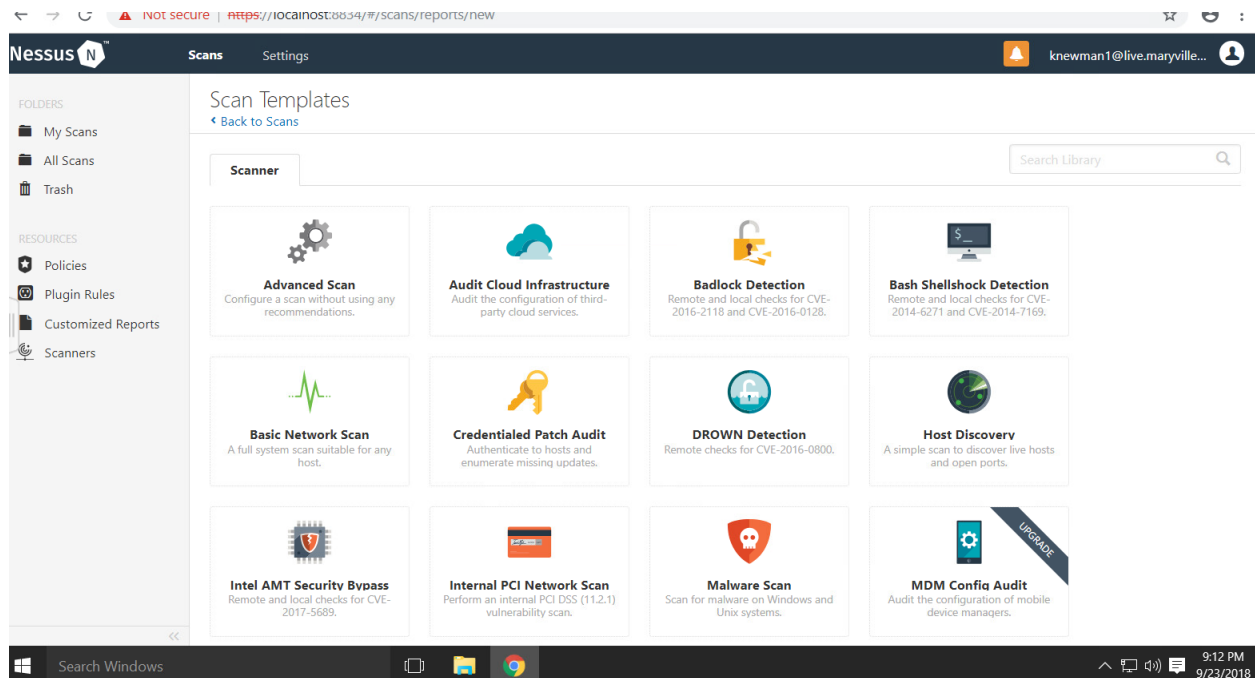 Not secure | https://localhost:8834/#/scans/reports/new
Nessus N
Scans Settings
knewman1@live.maryville...
FOLDERS
My Scans
All Scans
Trash
RESOURCES
Policies
Plugin Rules
Customized Reports
Scanners
Scan Templates
Back to Scans
Scanner
Search Library
Advanced Scan
Configure a scan without using any
recommendations.
Audit Cloud Infrastructure
Audit the configuration of third-
party cloud services.
Badlock Detection
Remote and local checks for CVE-
2016-2118 and CVE-2016-0128.
$_
Bash Shellshock Detection
Remote and local checks for CVE-
2014-6271 and CVE-2014-7169.
Basic Network Scan
A full system scan suitable for any
host.
Credentialed Patch Audit
Authenticate to hosts and
enumerate missing updates.
DROWN Detection
Remote checks for CVE-2016-0800.
Host Discovery
A simple scan to discover live hosts
and open ports.
Intel AMT Security Bypass
Remote and local checks for CVE-
2017-5689.
Internal PCI Network Scan
Perform an internal PCI DSS (11.2.1)
vulnerability scan.
Malware Scan
Scan for malware on Windows and
Unix systems.
UPGRADE
MDM Config Audit
Audit the configuration of mobile
device managers.
Search Windows
9:12 PM
9/23/2018